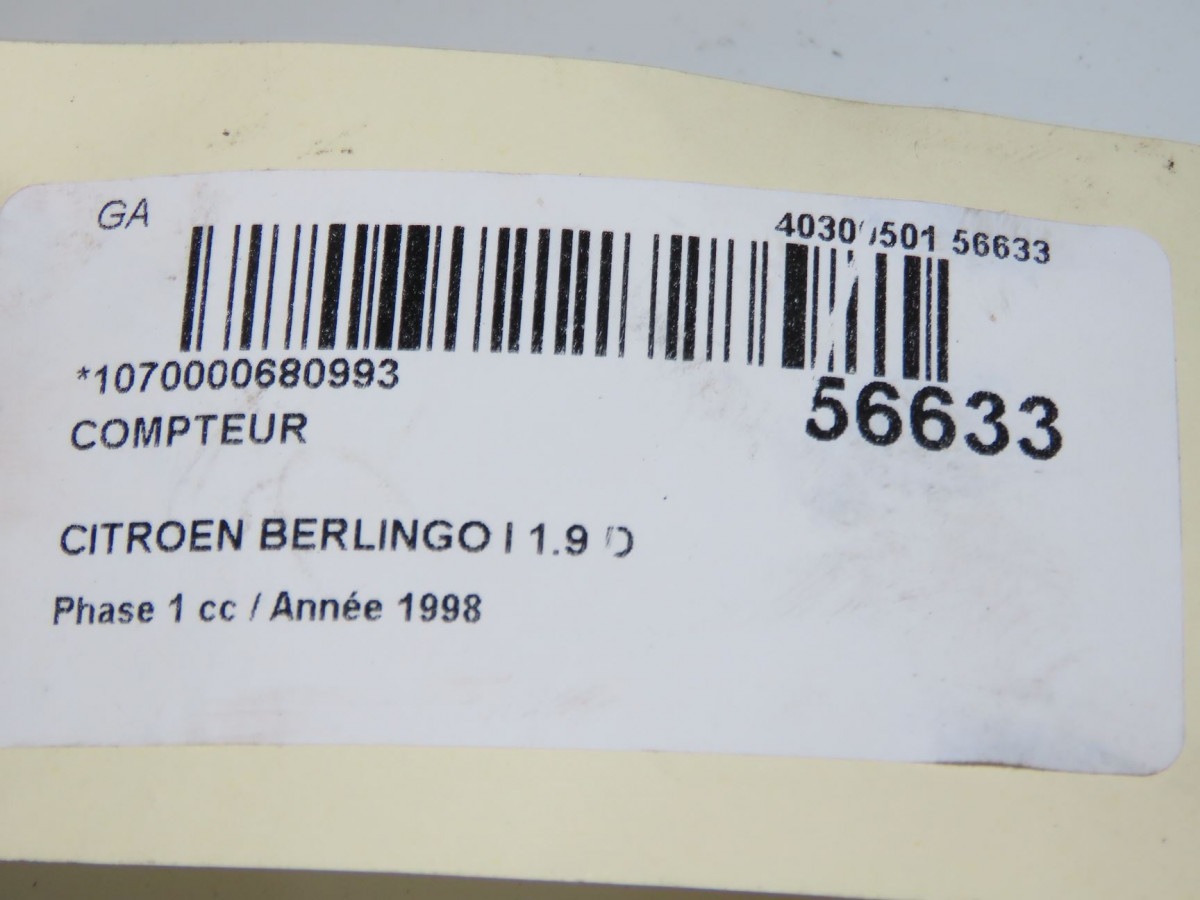 GA
56633
*1070000680993
56633
COMPTEUR
CITROEN BERLINGO I 1.9 D
Phase 1 cc / Année 1998